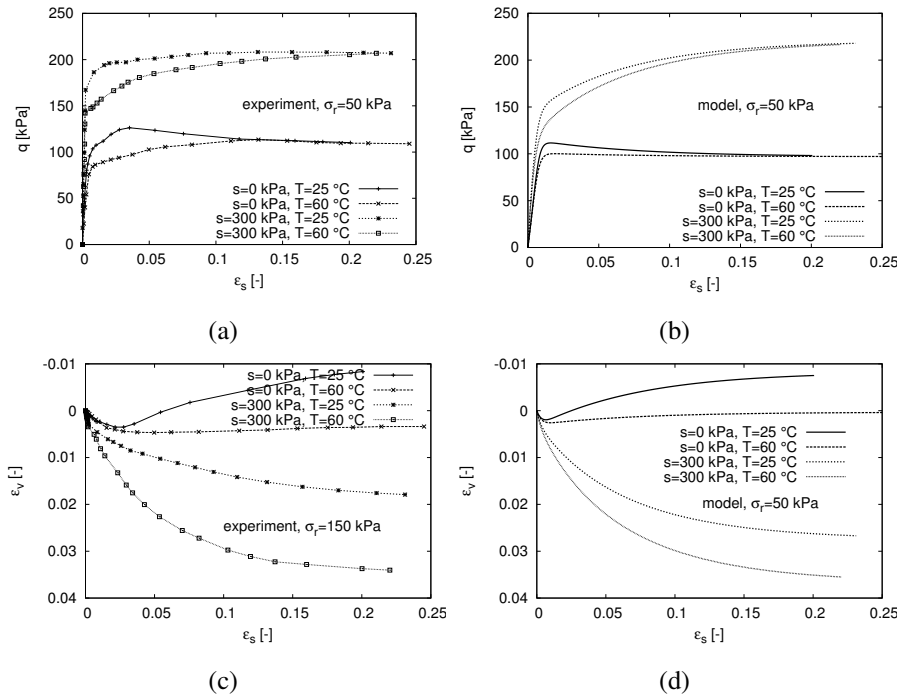 250
200
150
100
50
0
q [kPa]
experiment, σr=50 kPa
s=0 kPa, T=25 °C
s=0 kPa, T=60 °C
s=300 kPa, T=25 °C
s=300 kPa, T=60 °C
0 0.05 0.1 0.15 0.2 0.25
εs [-]
(a)
250
200
150
100
50
0
q [kPa]
model, σr=50 kPa
s=0 kPa, T=25 °C
s=0 kPa, T=60 °C
s=300 kPa, T=25 °C
s=300 kPa, T=60 °C
0 0.05 0.1 0.15 0.2 0.25
εs [-]
(b)
-0.01
0
0.01
0.02
0.03
0.04
εv [-]
s=0 kPa, T=25 °C
s=0 kPa, T=60 °C
s=300 kPa, T=25 °C
s=300 kPa, T=60 °C
experiment, σr=150 kPa
0 0.05 0.1 0.15 0.2 0.25
εs [-]
(c)
-0.01
0
0.01
0.02
0.03
0.04
εv [-]
s=0 kPa, T=25 °C
s=0 kPa, T=60 °C
s=300 kPa, T=25 °C
s=300 kPa, T=60 °C
model, σr=50 kPa
0 0.05 0.1 0.15 0.2 0.25
εs [-]
(d)